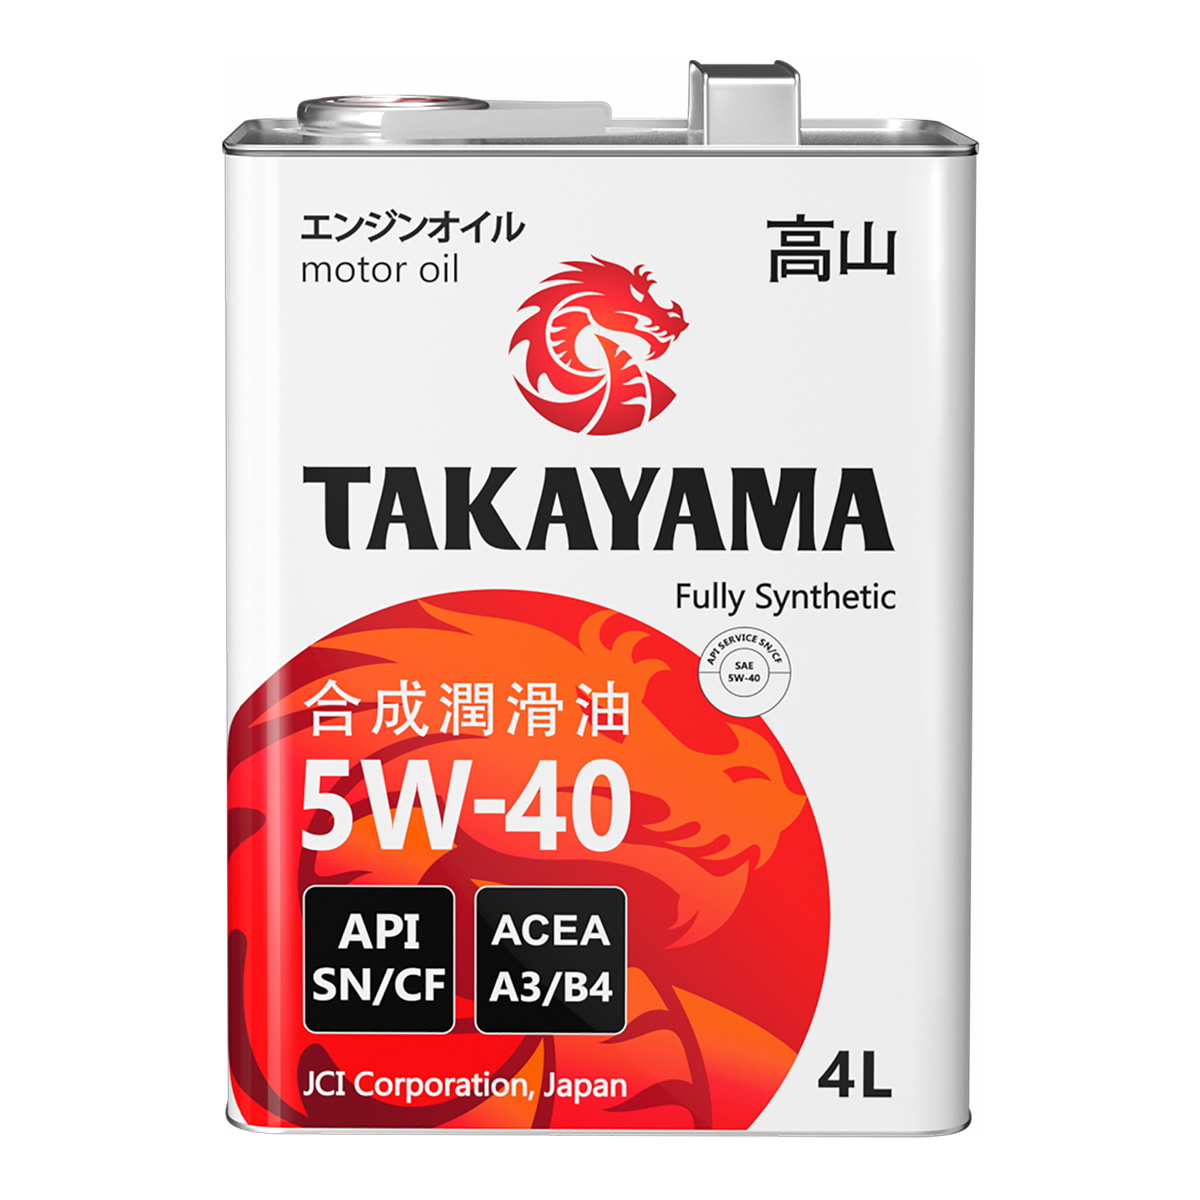 エンジンオイル
motor oil
高山
TAKAYAMA
Fully Synthetic
API SERVICE SN/CF
SAE
5W-40
合成潤滑油
5W-40
API
SN/CF
ACEA
A3/B4
JCI Corporation, Japan
4L